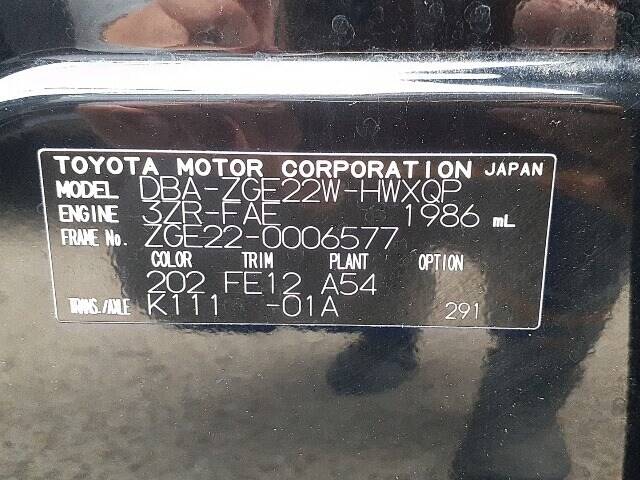 TOYOTA MOTOR CORPORATION JAPAN
MODEL DBA-ZGE22W-HWXQP
ENGINE 3ZR-FAE 1986 mL
FRAME No. ZGE22-0006577
COLOR TRIM PLANT OPTION
202 FE12 A54
TRANS./AXLE K111 -01A 291